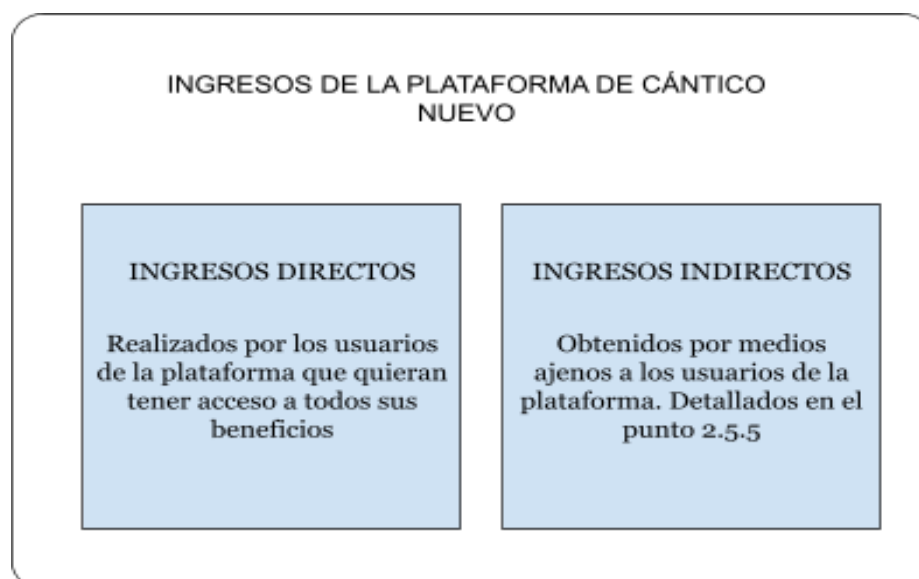 INGRESOS DE LA PLATAFORMA DE CÁNTICO
NUEVO
INGRESOS DIRECTOS
Realizados por los usuarios
de la plataforma que quieran
tener acceso a todos sus
beneficios
INGRESOS INDIRECTOS
Obtenidos por medios
ajenos a los usuarios de la
plataforma. Detallados en el
punto 2.5.5